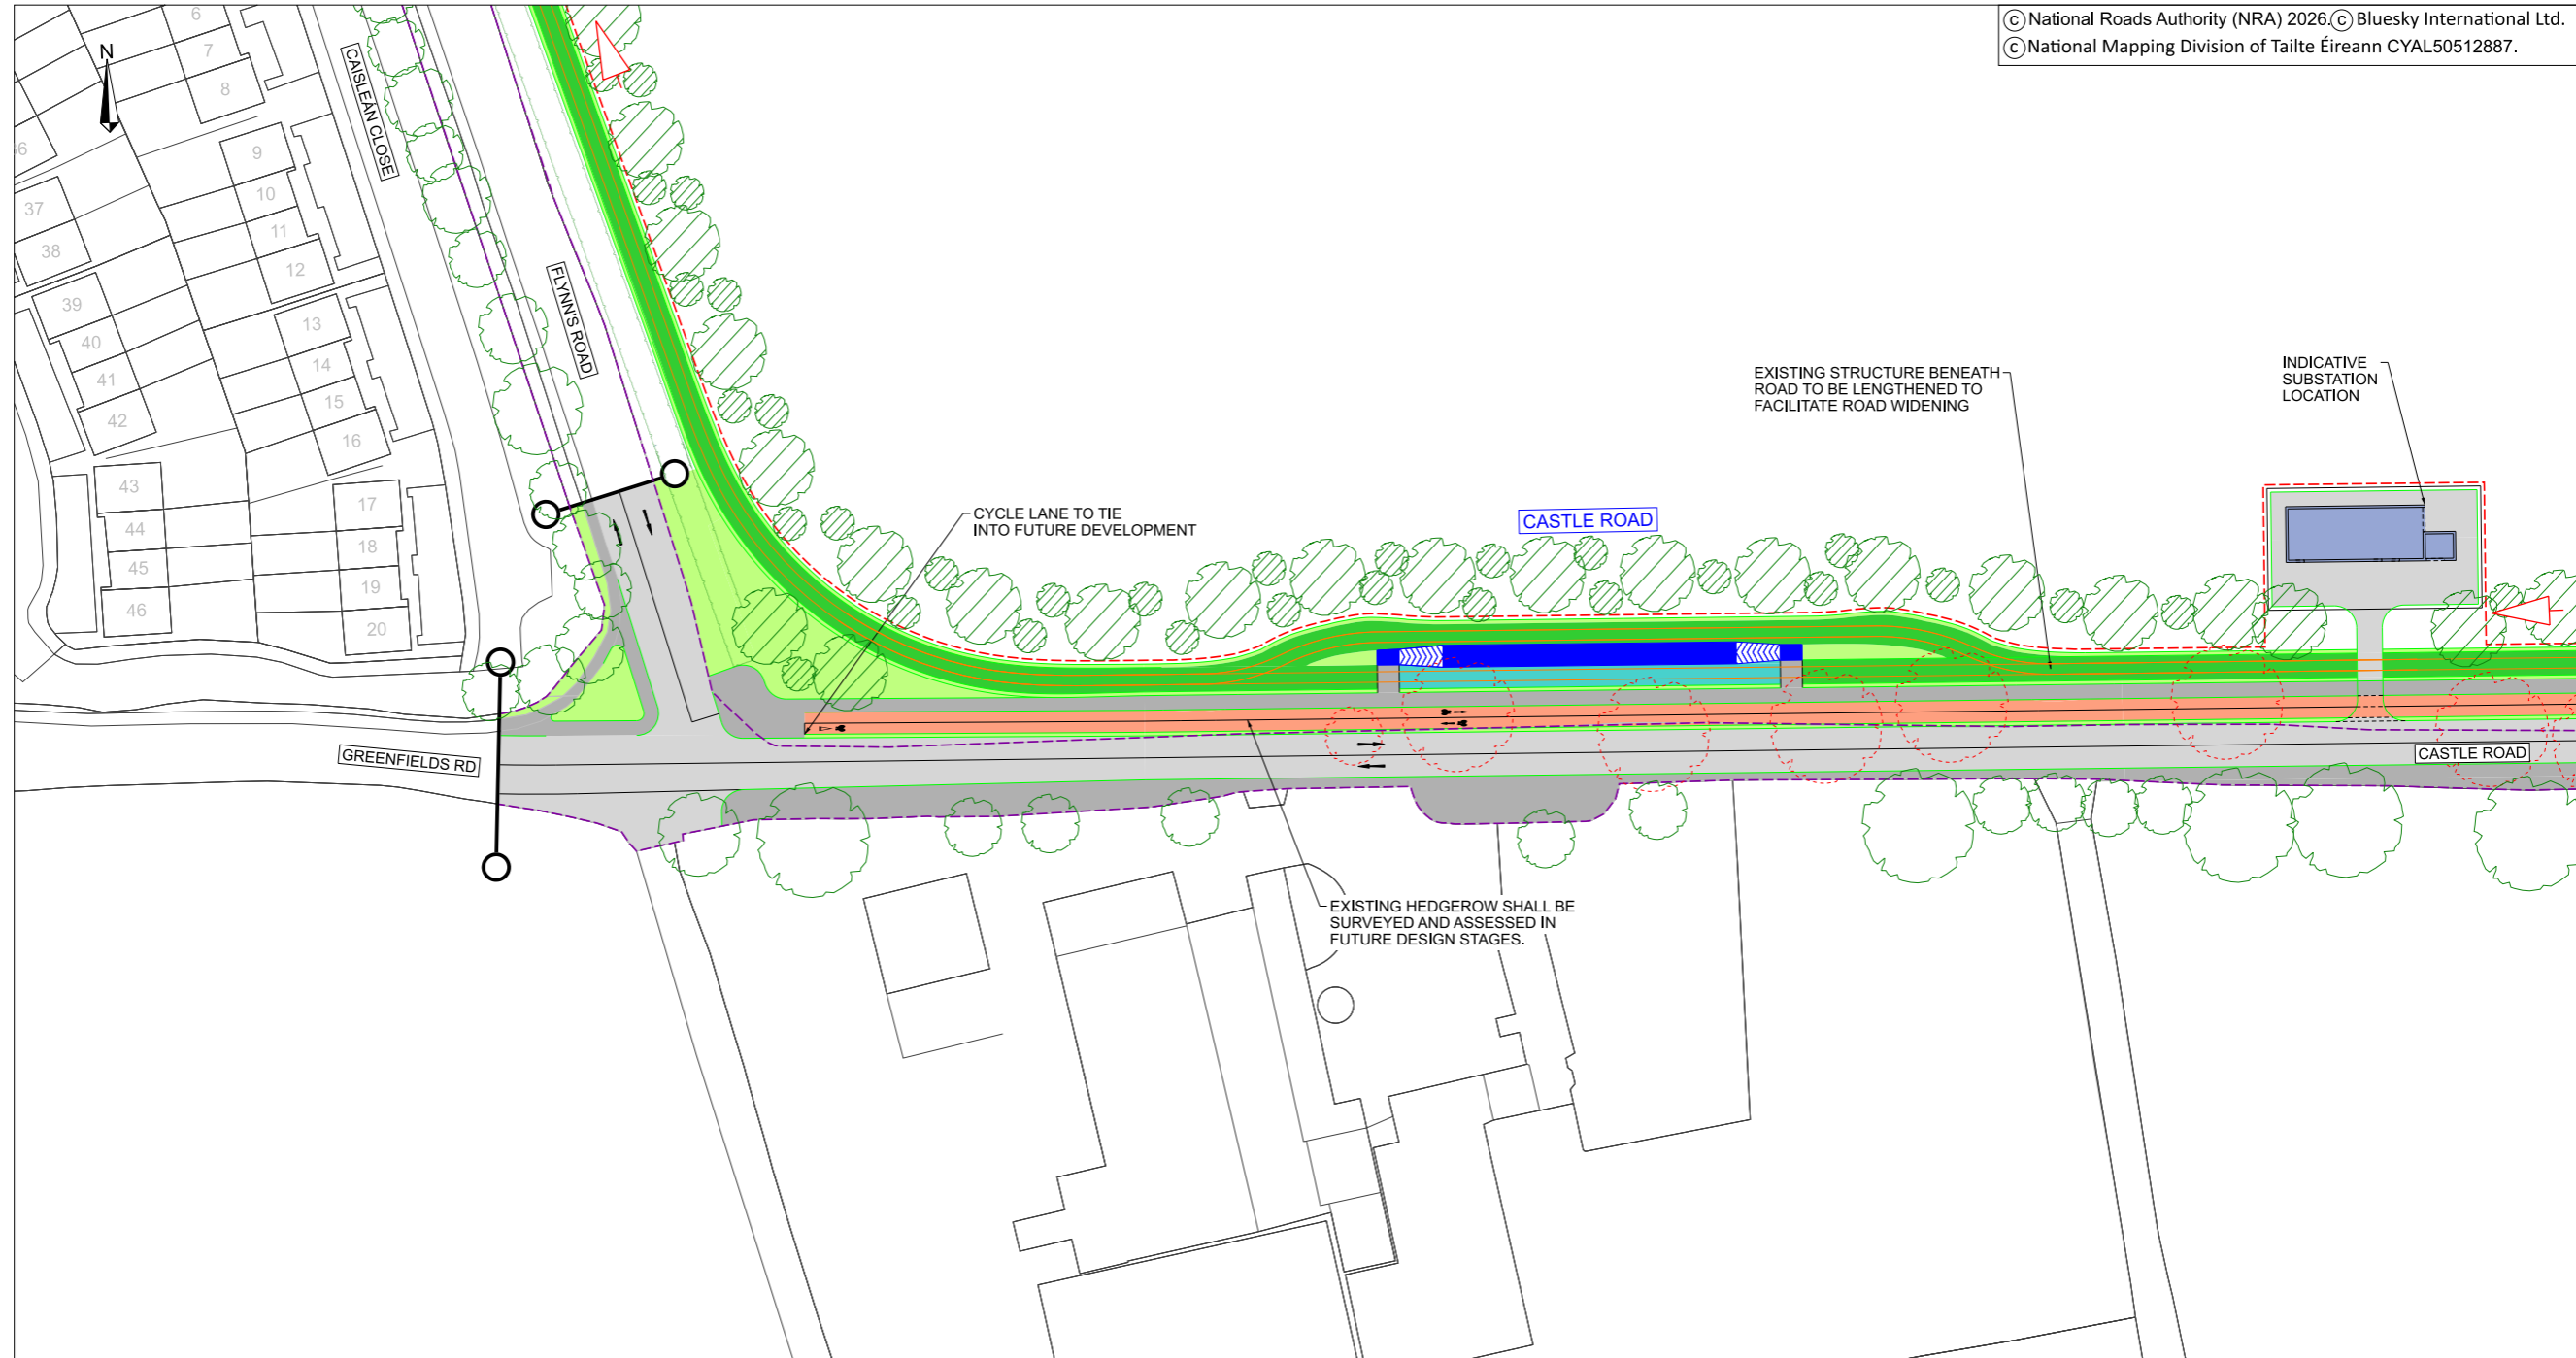 ⓒ National Roads Authority (NRA) 2026. ⓒ Bluesky International Ltd.
ⓒ National Mapping Division of Tailte Éireann CYAL50512887.
N
CAISLEÁN CLOSE
FLYNN'S ROAD
6
7
8
9
10
11
12
13
14
15
16
17
18
19
20
37
38
39
40
41
42
43
44
45
46
CYCLE LANE TO TIE
INTO FUTURE DEVELOPMENT
CASTLE ROAD
EXISTING STRUCTURE BENEATH
ROAD TO BE LENGTHENED TO
FACILITATE ROAD WIDENING
INDICATIVE
SUBSTATION
LOCATION
GREENFIELDS RD
CASTLE ROAD
EXISTING HEDGEROW SHALL BE
SURVEYED AND ASSESSED IN
FUTURE DESIGN STAGES.